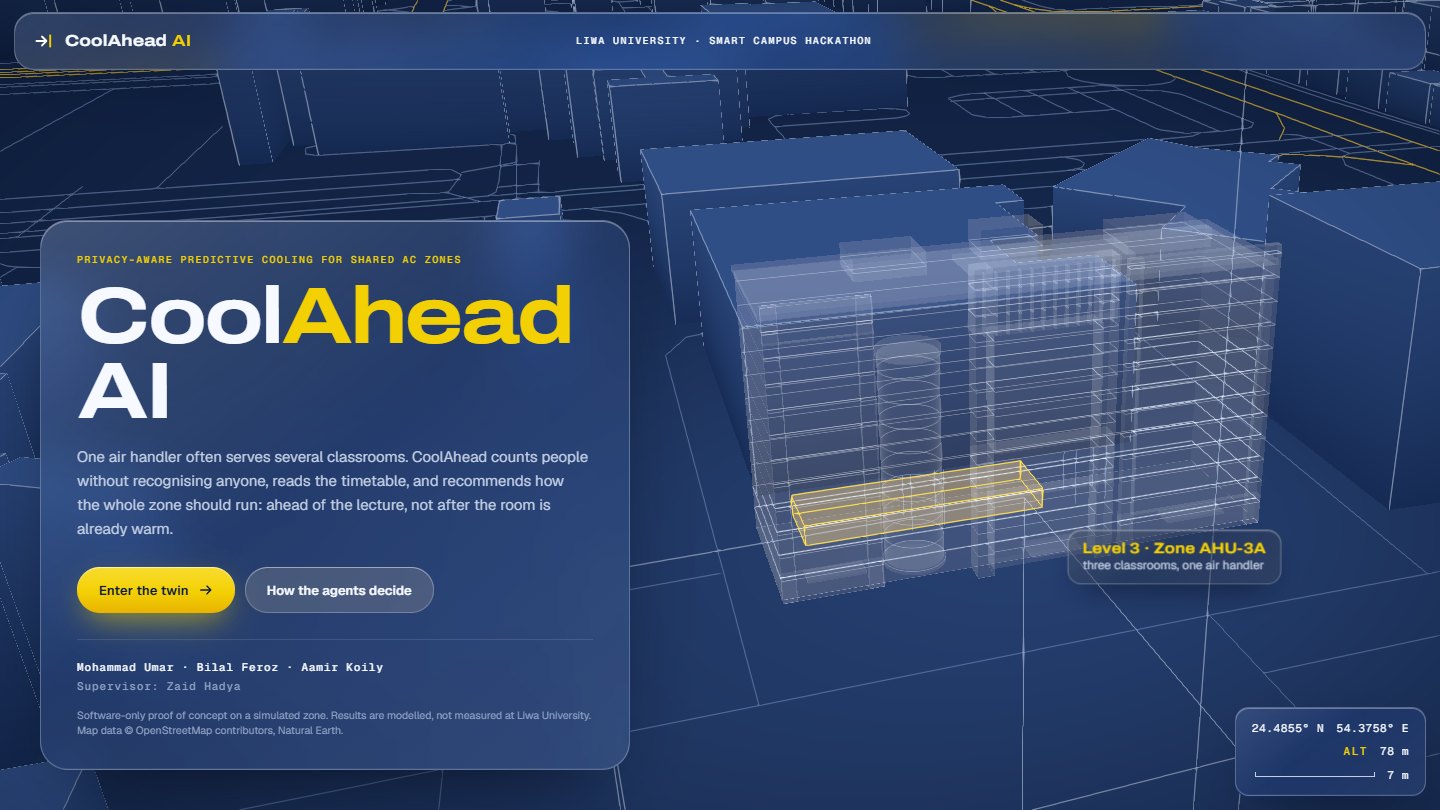 CoolAhead AI
LIWA UNIVERSITY · SMART CAMPUS HACKATHON
PRIVACY-AWARE PREDICTIVE COOLING FOR SHARED AC ZONES
CoolAhead
AI
One air handler often serves several classrooms. CoolAhead counts people
without recognising anyone, reads the timetable, and recommends how
the whole zone should run: ahead of the lecture, not after the room is
already warm.
Enter the twin →
How the agents decide
Mohammad Umar · Bilal Feroz · Aamir Koily
Supervisor: Zaid Hadya
Software-only proof of concept on a simulated zone. Results are modelled, not measured at Liwa University.
Map data © OpenStreetMap contributors, Natural Earth.
Level 3 · Zone AHU-3A
three classrooms, one air handler
24.4855° N 54.3758° E
ALT 78 m
7 m